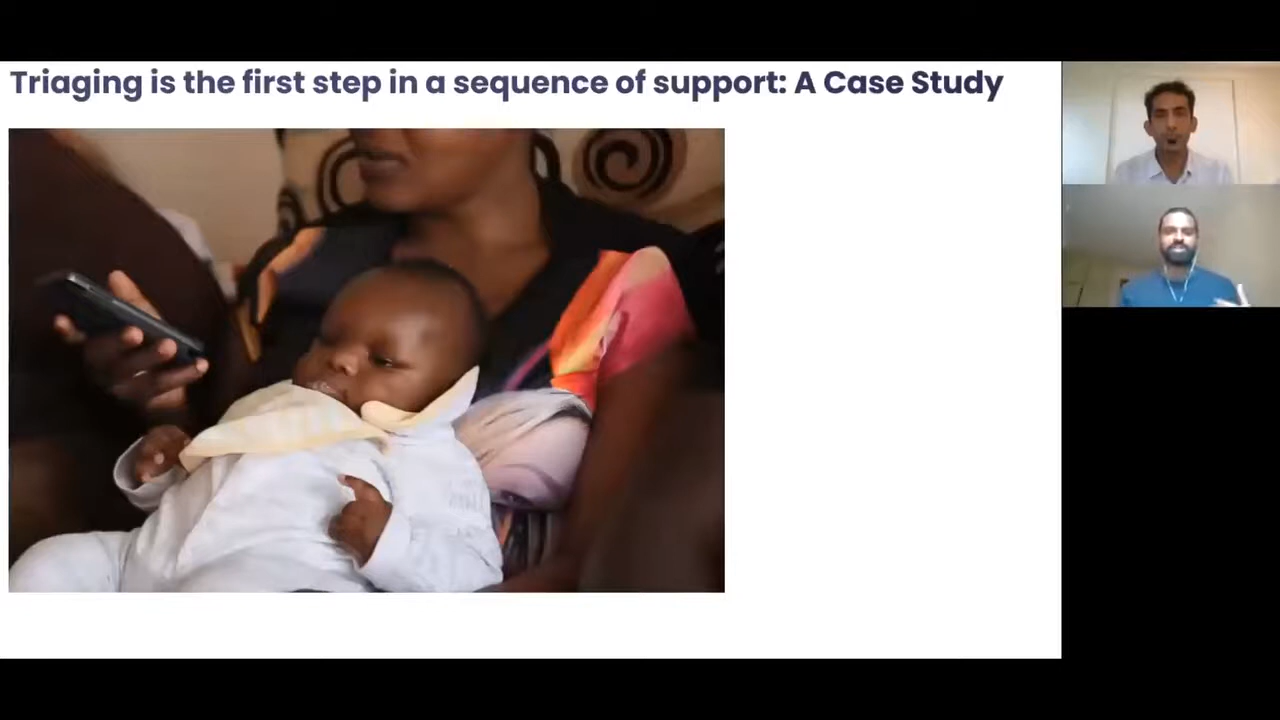 Triaging is the first step in a sequence of support: A Case Study